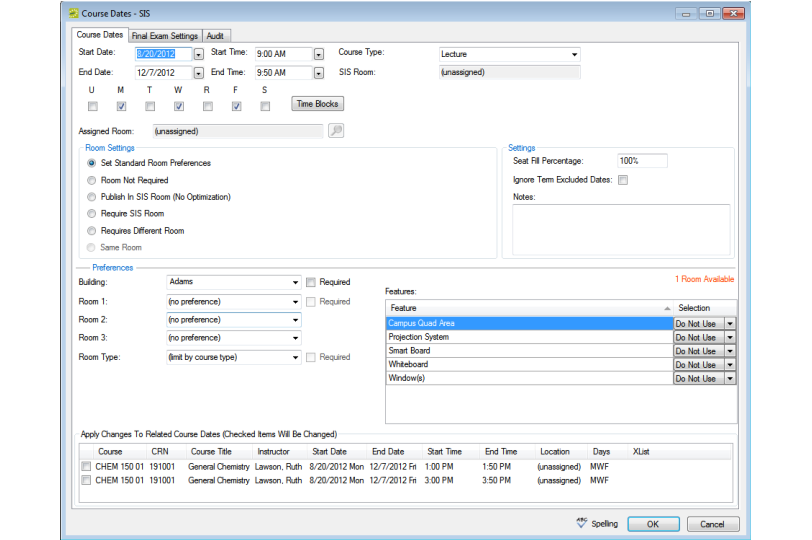 Course Dates - SIS
Course Dates Final Exam Settings Audit
Start Date: 8/20/2012 Start Time: 9:00 AM Course Type: Lecture
End Date: 12/7/2012 End Time: 9:50 AM SIS Room: (unassigned)
U M T W R F S
Time Blocks
Assigned Room: (unassigned)
Room Settings
Set Standard Room Preferences
Room Not Required
Publish In SIS Room (No Optimization)
Require SIS Room
Requires Different Room
Same Room
Settings
Seat Fill Percentage: 100%
Ignore Term Excluded Dates:
Notes:
Preferences
Building: Adams Required
Room 1: (no preference) Required
Room 2: (no preference)
Room 3: (no preference)
Room Type: (limit by course type) Required
1 Room Available
Features:
Feature Selection
Campus Quad Area Do Not Use
Projection System Do Not Use
Smart Board Do Not Use
Whiteboard Do Not Use
Window(s) Do Not Use
Apply Changes To Related Course Dates (Checked Items Will Be Changed)
Course CRN Course Title Instructor Start Date End Date Start Time End Time Location Days XList
CHEM 150 01 191001 General Chemistry Lawson, Ruth 8/20/2012 Mon 12/7/2012 Fri 1:00 PM 1:50 PM (unassigned) MWF
CHEM 150 01 191001 General Chemistry Lawson, Ruth 8/20/2012 Mon 12/7/2012 Fri 3:00 PM 3:50 PM (unassigned) MWF
ABC Spelling OK Cancel